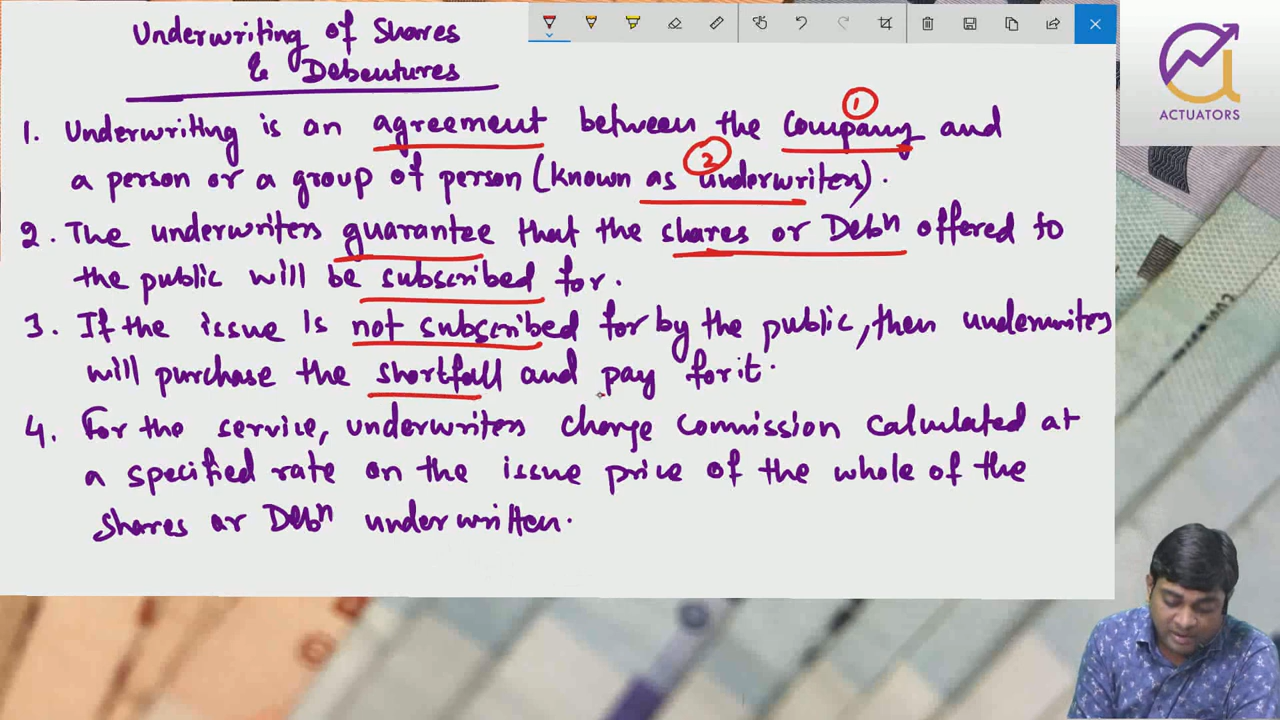 Underwriting of Shares
& Debentures
1. Underwriting is an agreement between the Company and
a person or a group of person (known as underwriters).
2. The underwriters guarantee that the shares or Debn offered to
the public will be subscribed for.
3. If the issue is not subscribed for by the public, then underwriters
will purchase the shortfall and pay for it.
4. For the service, underwriters charge Commission calculated at
a specified rate on the issue price of the whole of the
shares or Debn underwritten.
1
2
ACTUATORS